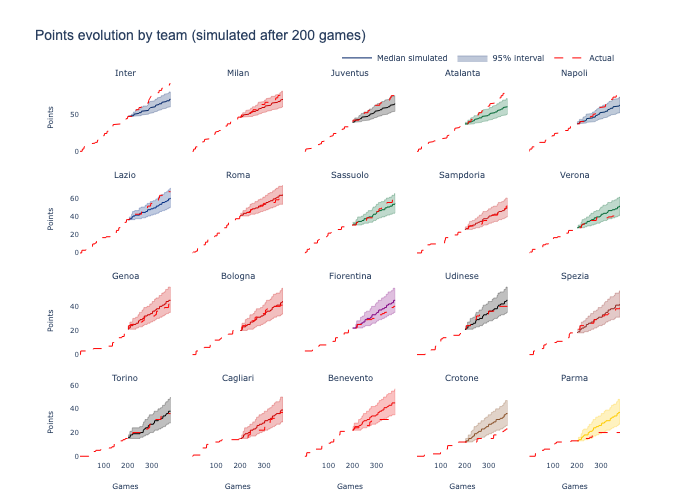 Points evolution by team (simulated after 200 games)
Median simulated 95% interval Actual
Inter Milan Juventus Atalanta Napoli
Points
50
0
Lazio Roma Sassuolo Sampdoria Verona
Points
60
40
20
0
Genoa Bologna Fiorentina Udinese Spezia
Points
40
20
0
Torino Cagliari Benevento Crotone Parma
Points
60
40
20
0
100 200 300 100 200 300 100 200 300 100 200 300 100 200 300
Games Games Games Games Games